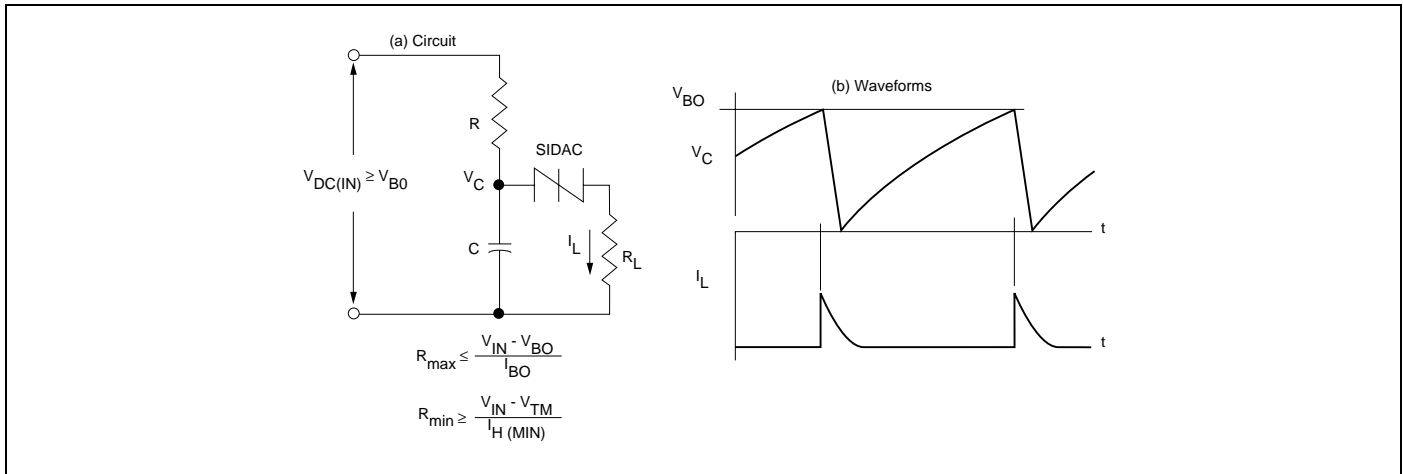 (a) Circuit
R
SIDAC
V_C
V_DC(IN) ≥ V_B0
C
I_L
R_L
R_max ≤ (V_IN - V_BO) / I_BO
R_min ≥ (V_IN - V_TM) / I_H (MIN)
(b) Waveforms
V_BO
V_C
t
I_L
t